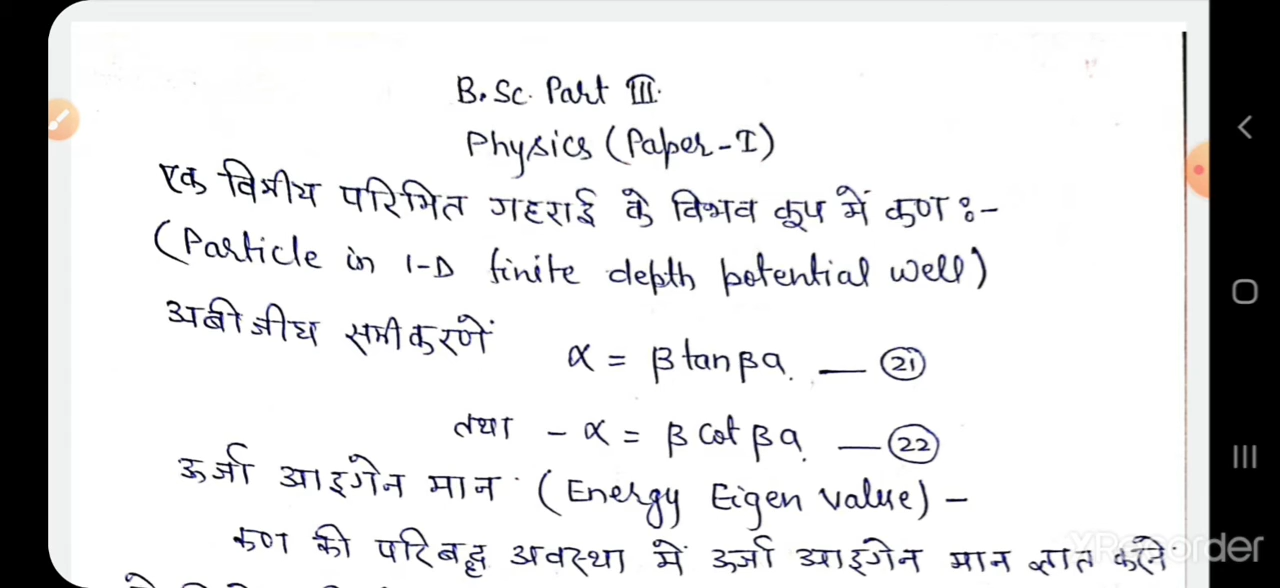 B.Sc. Part III.
Physics (Paper-I)
एक विमीय परिमित गहराई के विभव कूप में कण :-
(Particle in 1-D finite depth potential well)
अबीजीय समीकरणें
α = β tan βa. — (21)
तथा - α = β cot βa. — (22)
ऊर्जा आइगेन मान (Energy Eigen value) -
कण की परिबद्ध अवस्था में ऊर्जा आइगेन मान ज्ञात करने
XRecorder